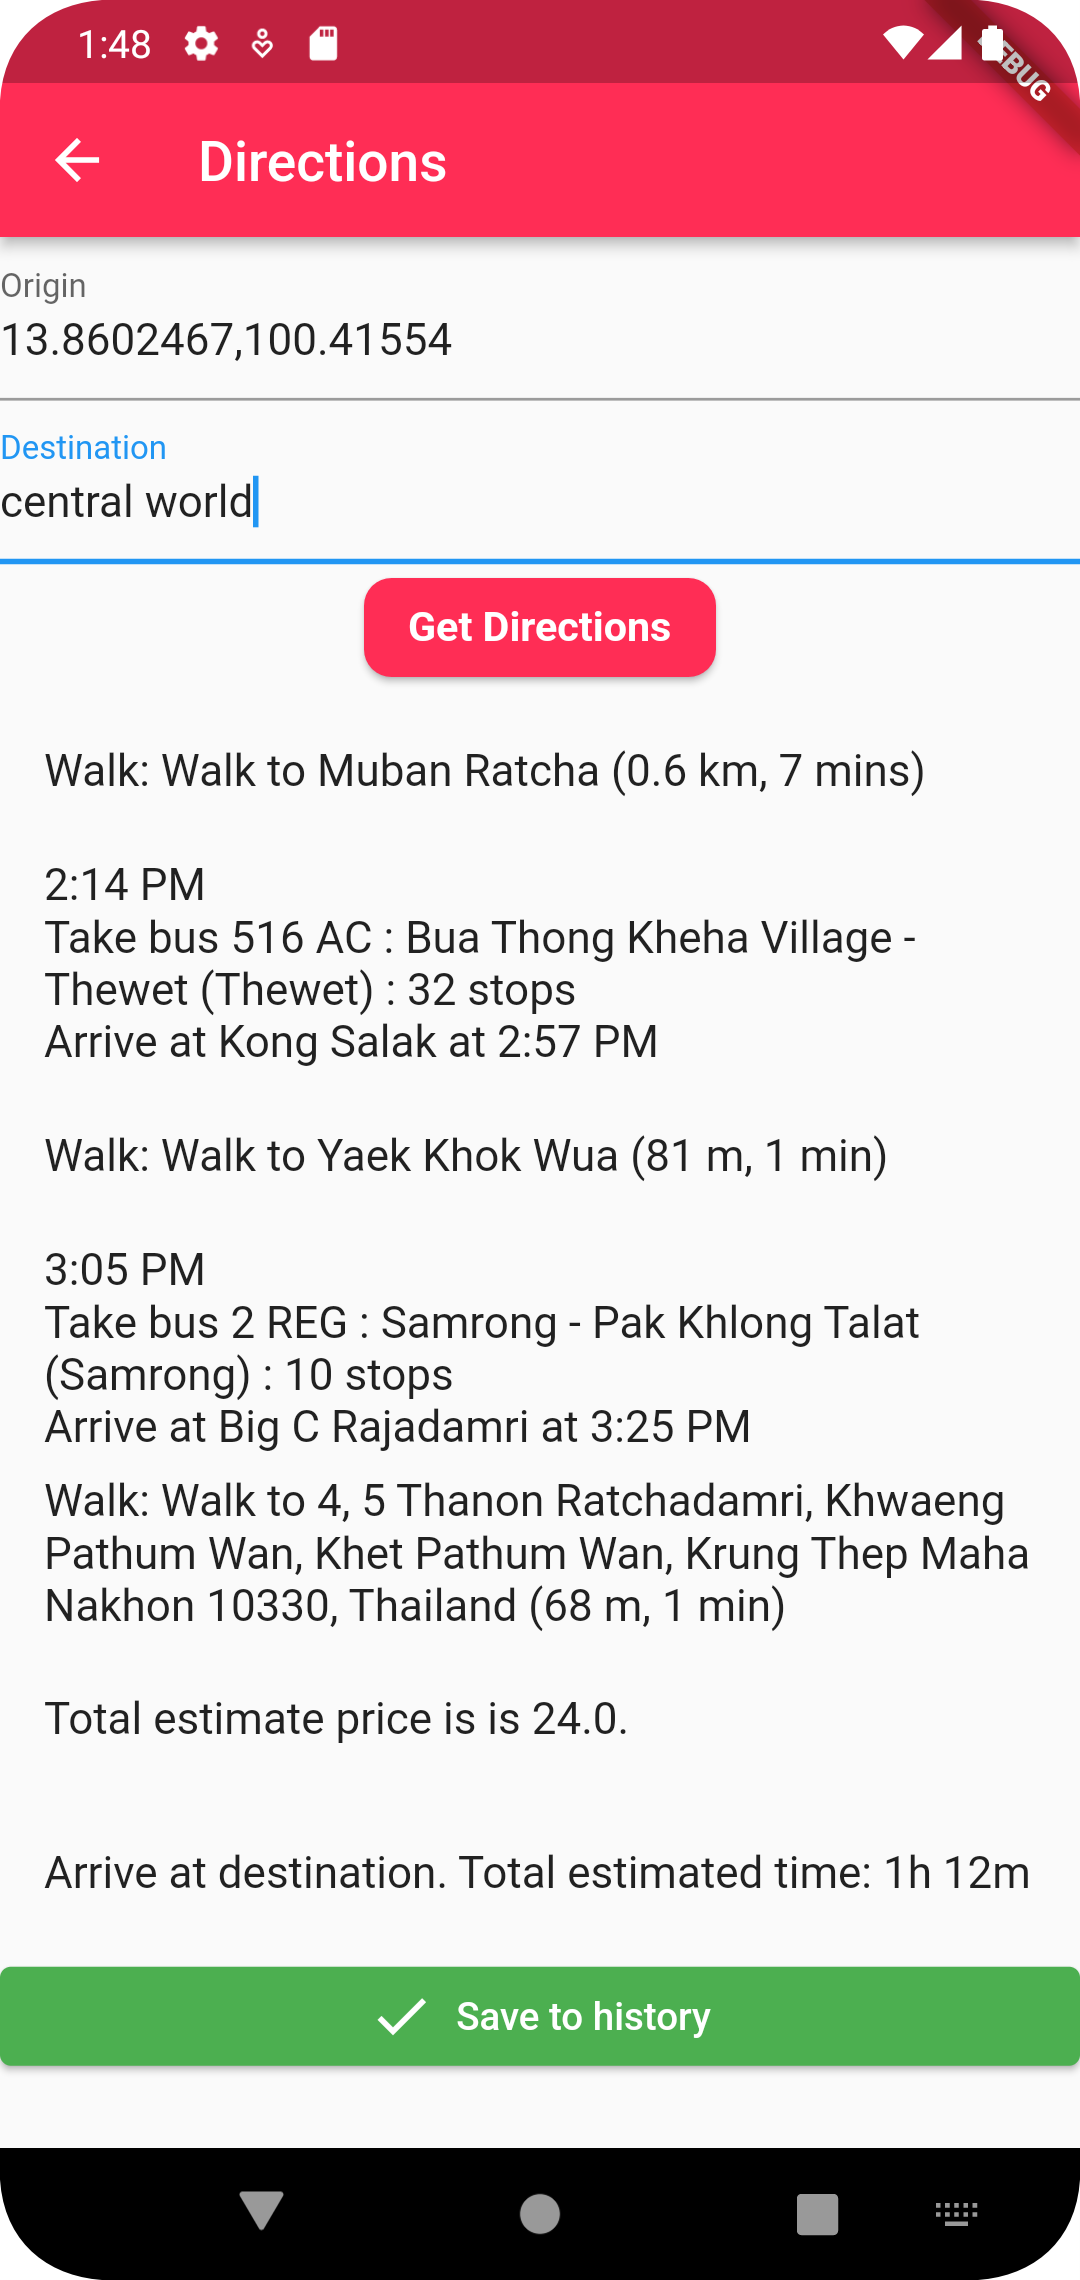 1:48
DEBUG
Directions
Origin
13.8602467,100.41554
Destination
central world
Get Directions
Walk: Walk to Muban Ratcha (0.6 km, 7 mins)
2:14 PM
Take bus 516 AC : Bua Thong Kheha Village -
Thewet (Thewet) : 32 stops
Arrive at Kong Salak at 2:57 PM
Walk: Walk to Yaek Khok Wua (81 m, 1 min)
3:05 PM
Take bus 2 REG : Samrong - Pak Khlong Talat
(Samrong) : 10 stops
Arrive at Big C Rajadamri at 3:25 PM
Walk: Walk to 4, 5 Thanon Ratchadamri, Khwaeng
Pathum Wan, Khet Pathum Wan, Krung Thep Maha
Nakhon 10330, Thailand (68 m, 1 min)
Total estimate price is is 24.0.
Arrive at destination. Total estimated time: 1h 12m
Save to history